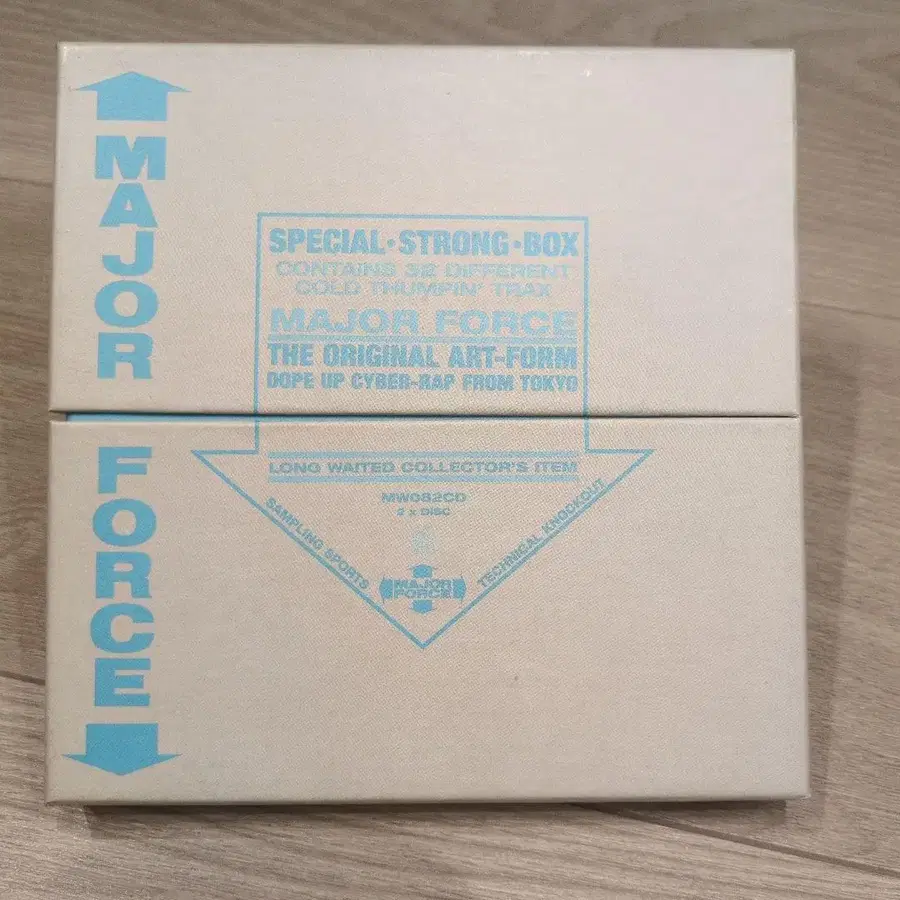 MAJOR
FORCE
SPECIAL·STRONG·BOX
CONTAINS 32 DIFFERENT
COLD THUMPIN' TRAX
MAJOR FORCE
THE ORIGINAL ART-FORM
DOPE UP CYBER-RAP FROM TOKYO
LONG WAITED COLLECTOR'S ITEM
MW082CD
2 x DISC
SAMPLING SPORTS
TECHNICAL KNOCKOUT
MAJOR
FORCE